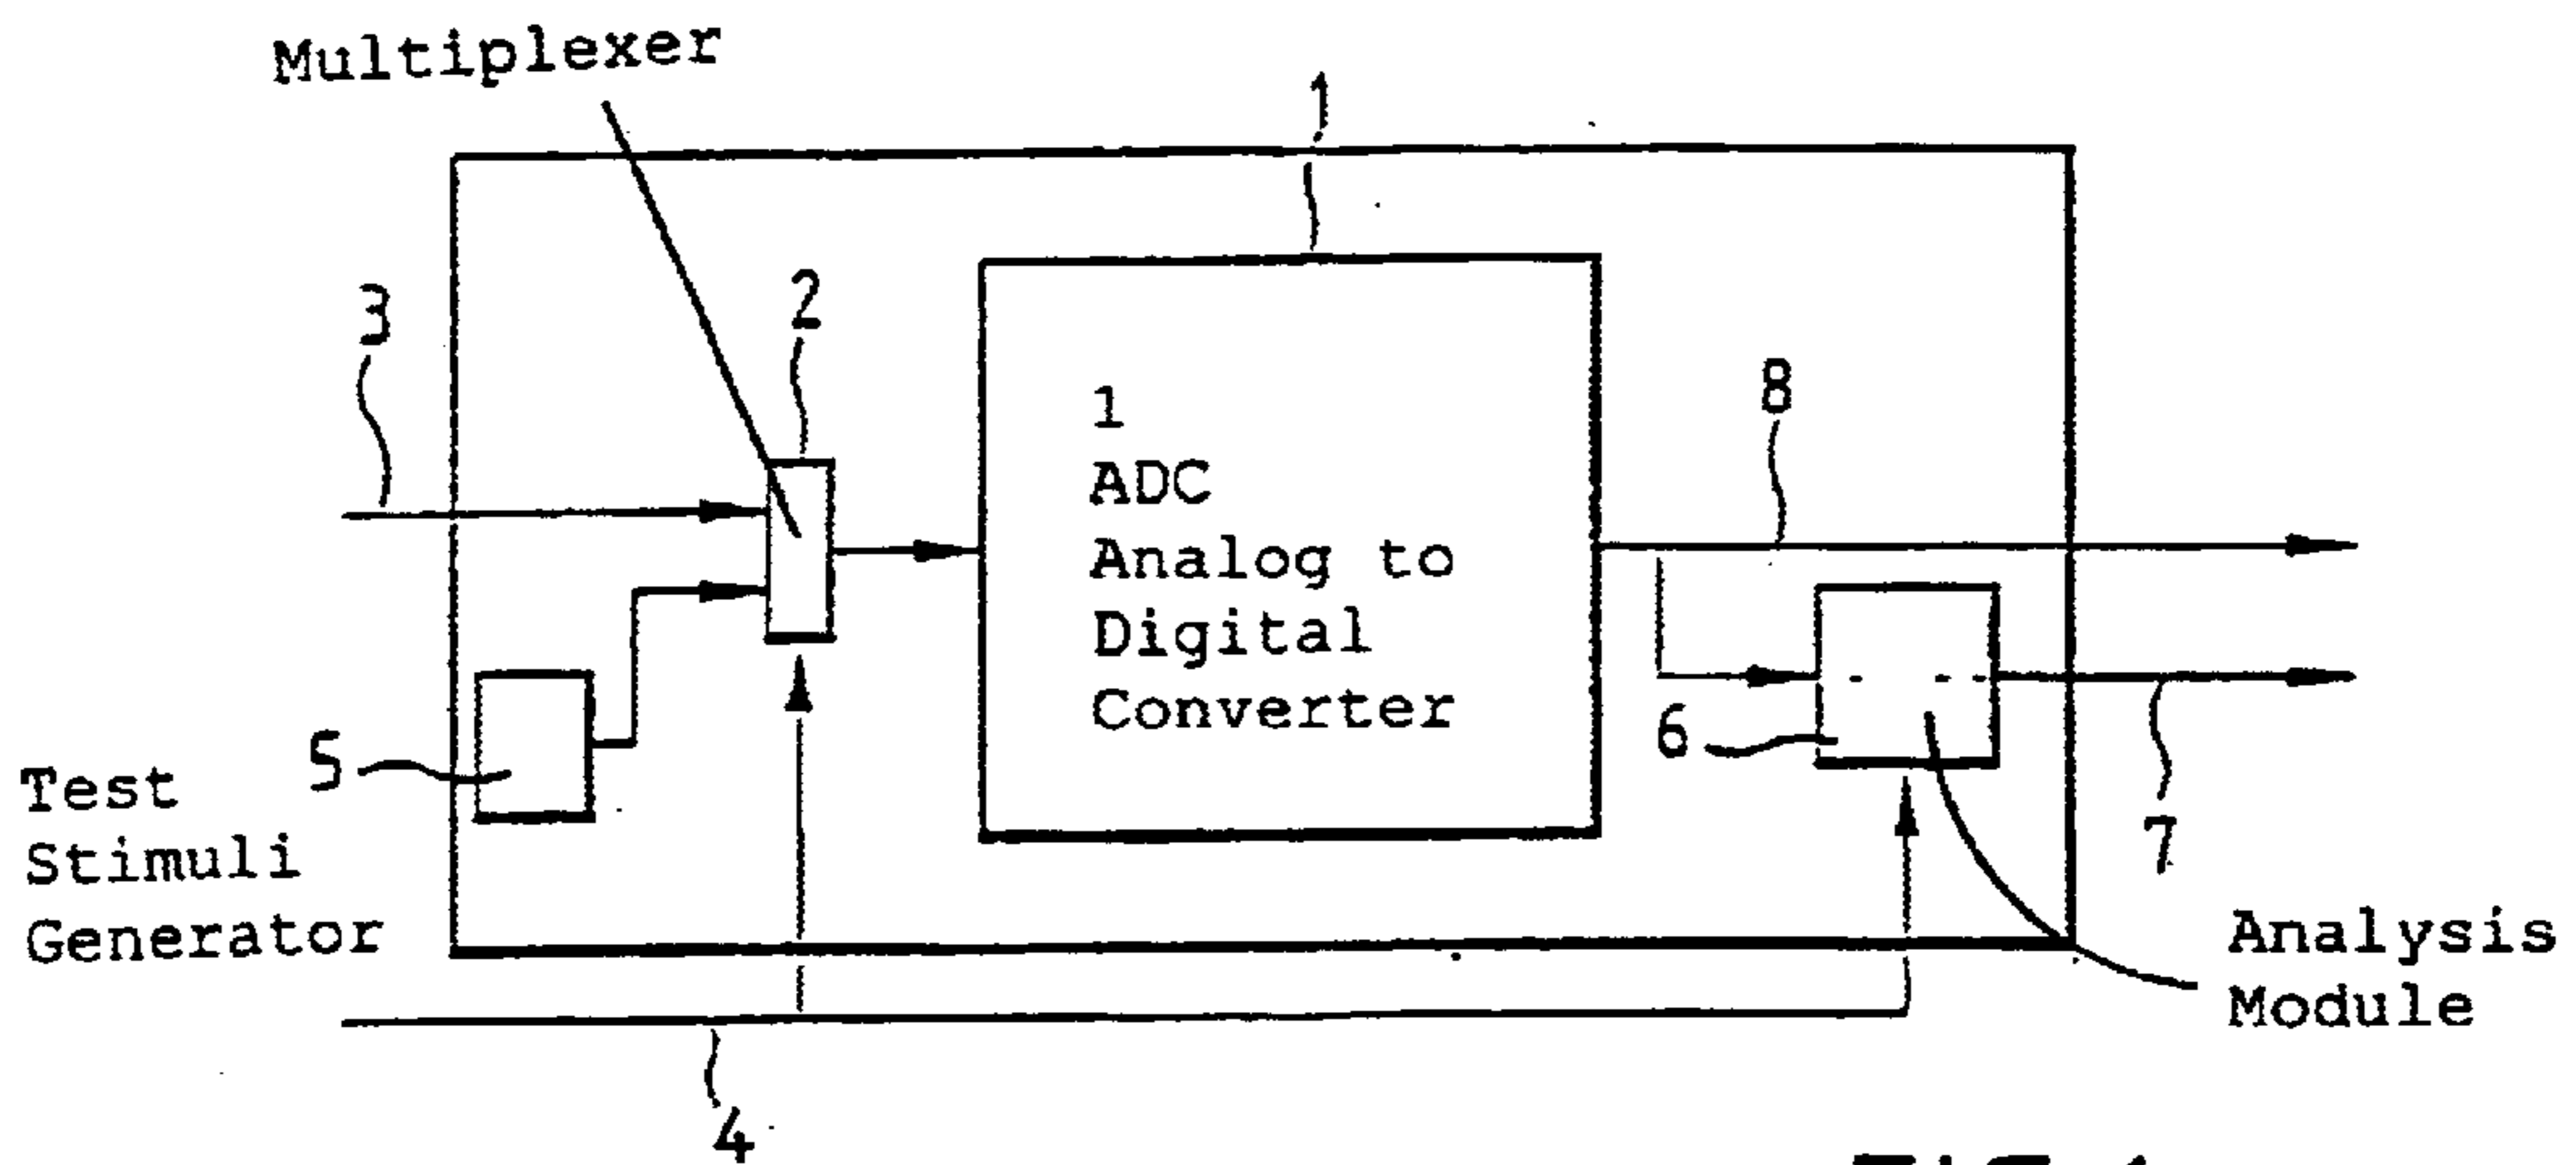 Multiplexer
1
3
2
8
1
ADC
Analog to
Digital
Converter
5
6
7
Test
Stimuli
Generator
Analysis
Module
4